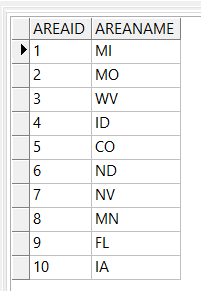 AREAID AREANAME
1 MI
2 MO
3 WV
4 ID
5 CO
6 ND
7 NV
8 MN
9 FL
10 IA